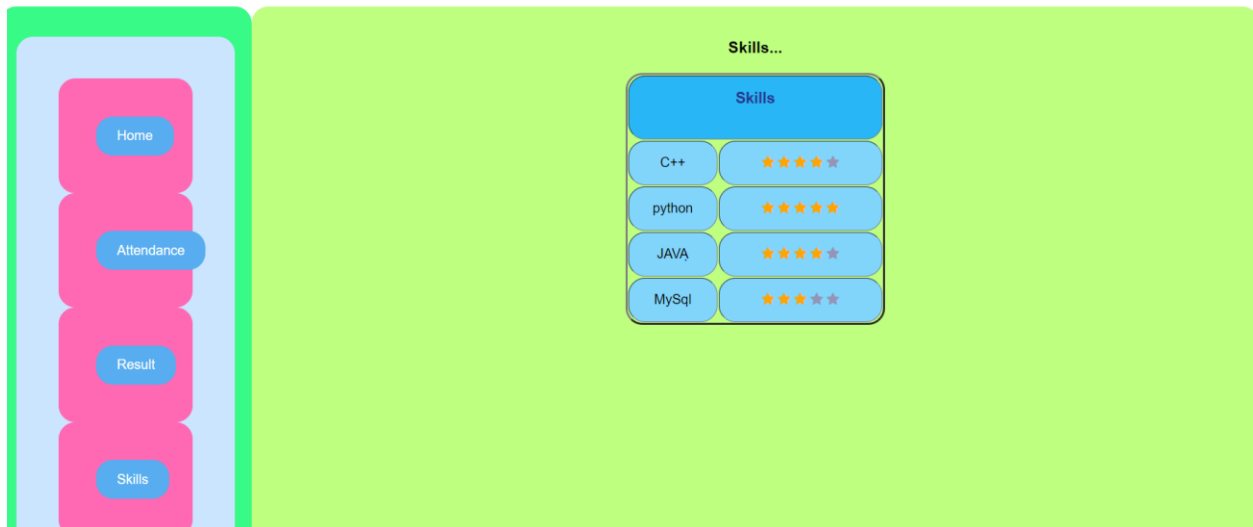 Home
Attendance
Result
Skills
Skills...
Skills
C++
python
JAVA
MySql